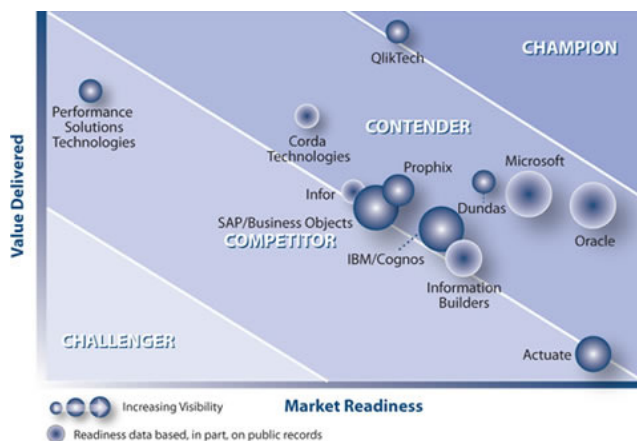 CHAMPION
QlikTech
Performance
Solutions
Technologies
CONTENDER
Corda
Technologies
Prophix
Microsoft
Infor
Dundas
SAP/Business Objects
Oracle
COMPETITOR
IBM/Cognos
Information
Builders
CHALLENGER
Actuate
Value Delivered
Market Readiness
Increasing Visibility
Readiness data based, in part, on public records